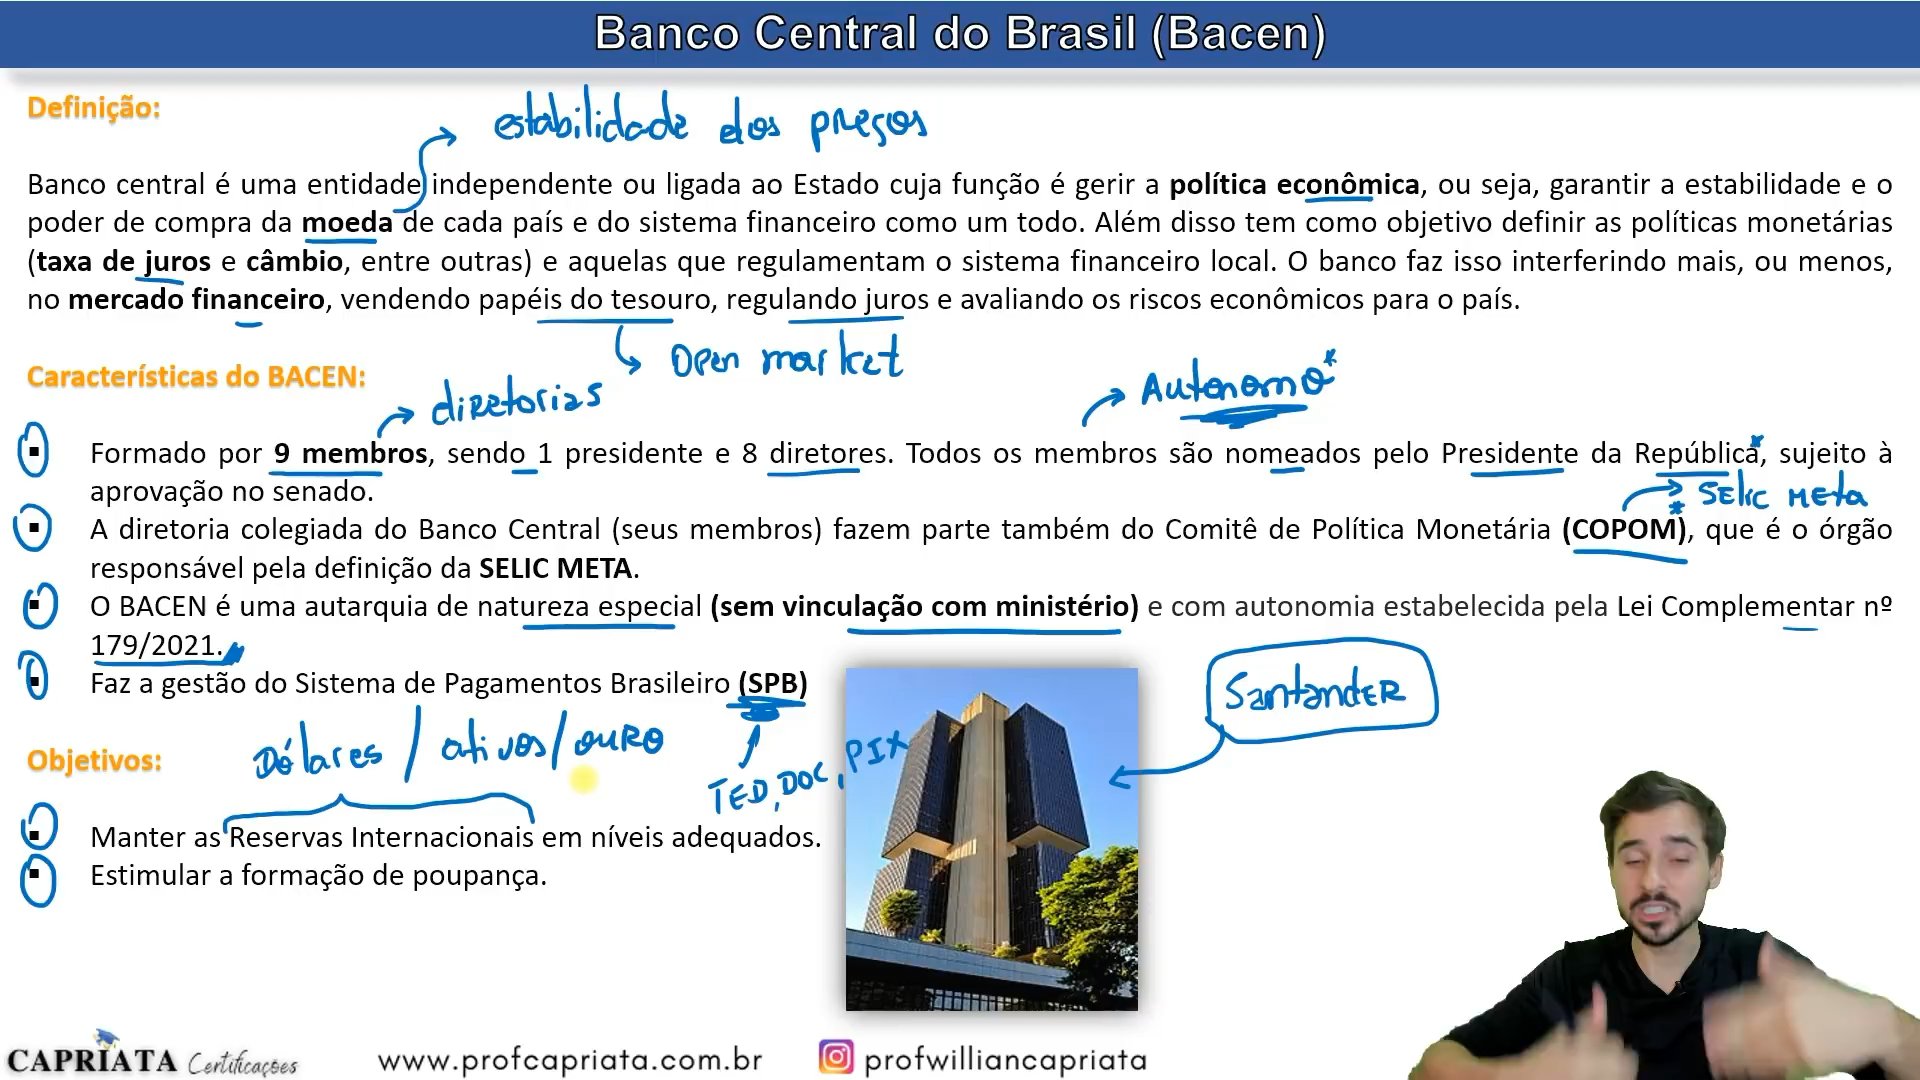 Banco Central do Brasil (Bacen)
Definição:
estabilidade dos preços
Banco central é uma entidade independente ou ligada ao Estado cuja função é gerir a política econômica, ou seja, garantir a estabilidade e o
poder de compra da moeda de cada país e do sistema financeiro como um todo. Além disso tem como objetivo definir as políticas monetárias
(taxa de juros e câmbio, entre outras) e aquelas que regulamentam o sistema financeiro local. O banco faz isso interferindo mais, ou menos,
no mercado financeiro, vendendo papéis do tesouro, regulando juros e avaliando os riscos econômicos para o país.
Open market
Características do BACEN:
diretorias
Autonomo*
▪ Formado por 9 membros, sendo 1 presidente e 8 diretores. Todos os membros são nomeados pelo Presidente da República*, sujeito à
aprovação no senado.
* SELIC META
▪ A diretoria colegiada do Banco Central (seus membros) fazem parte também do Comitê de Política Monetária (COPOM), que é o órgão
responsável pela definição da SELIC META.
▪ O BACEN é uma autarquia de natureza especial (sem vinculação com ministério) e com autonomia estabelecida pela Lei Complementar nº
179/2021.
▪ Faz a gestão do Sistema de Pagamentos Brasileiro (SPB)
Santander
TED, DOC, PIX
Objetivos:
Dólares / ativos / ouro
▪ Manter as Reservas Internacionais em níveis adequados.
▪ Estimular a formação de poupança.
CAPRIATA Certificações
www.profcapriata.com.br
profwilliancapriata